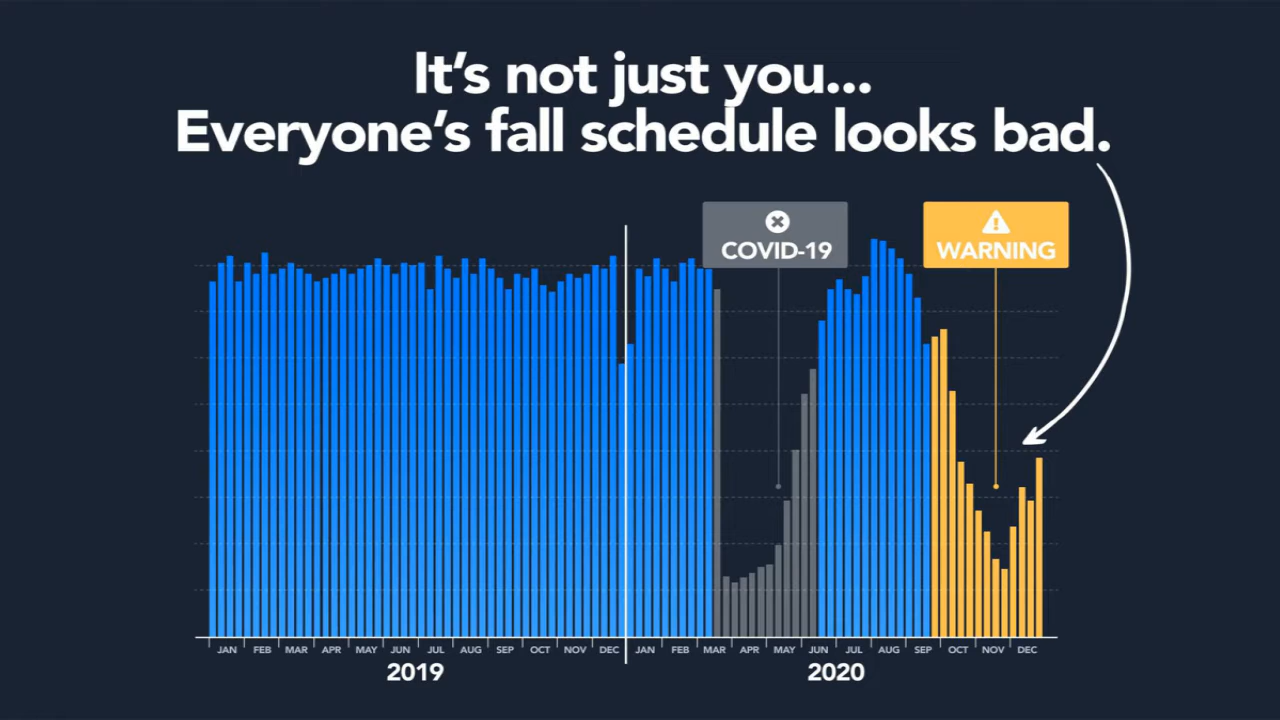 It's not just you...
Everyone's fall schedule looks bad.
COVID-19
WARNING
JAN FEB MAR APR MAY JUN JUL AUG SEP OCT NOV DEC JAN FEB MAR APR MAY JUN JUL AUG SEP OCT NOV DEC
2019 2020